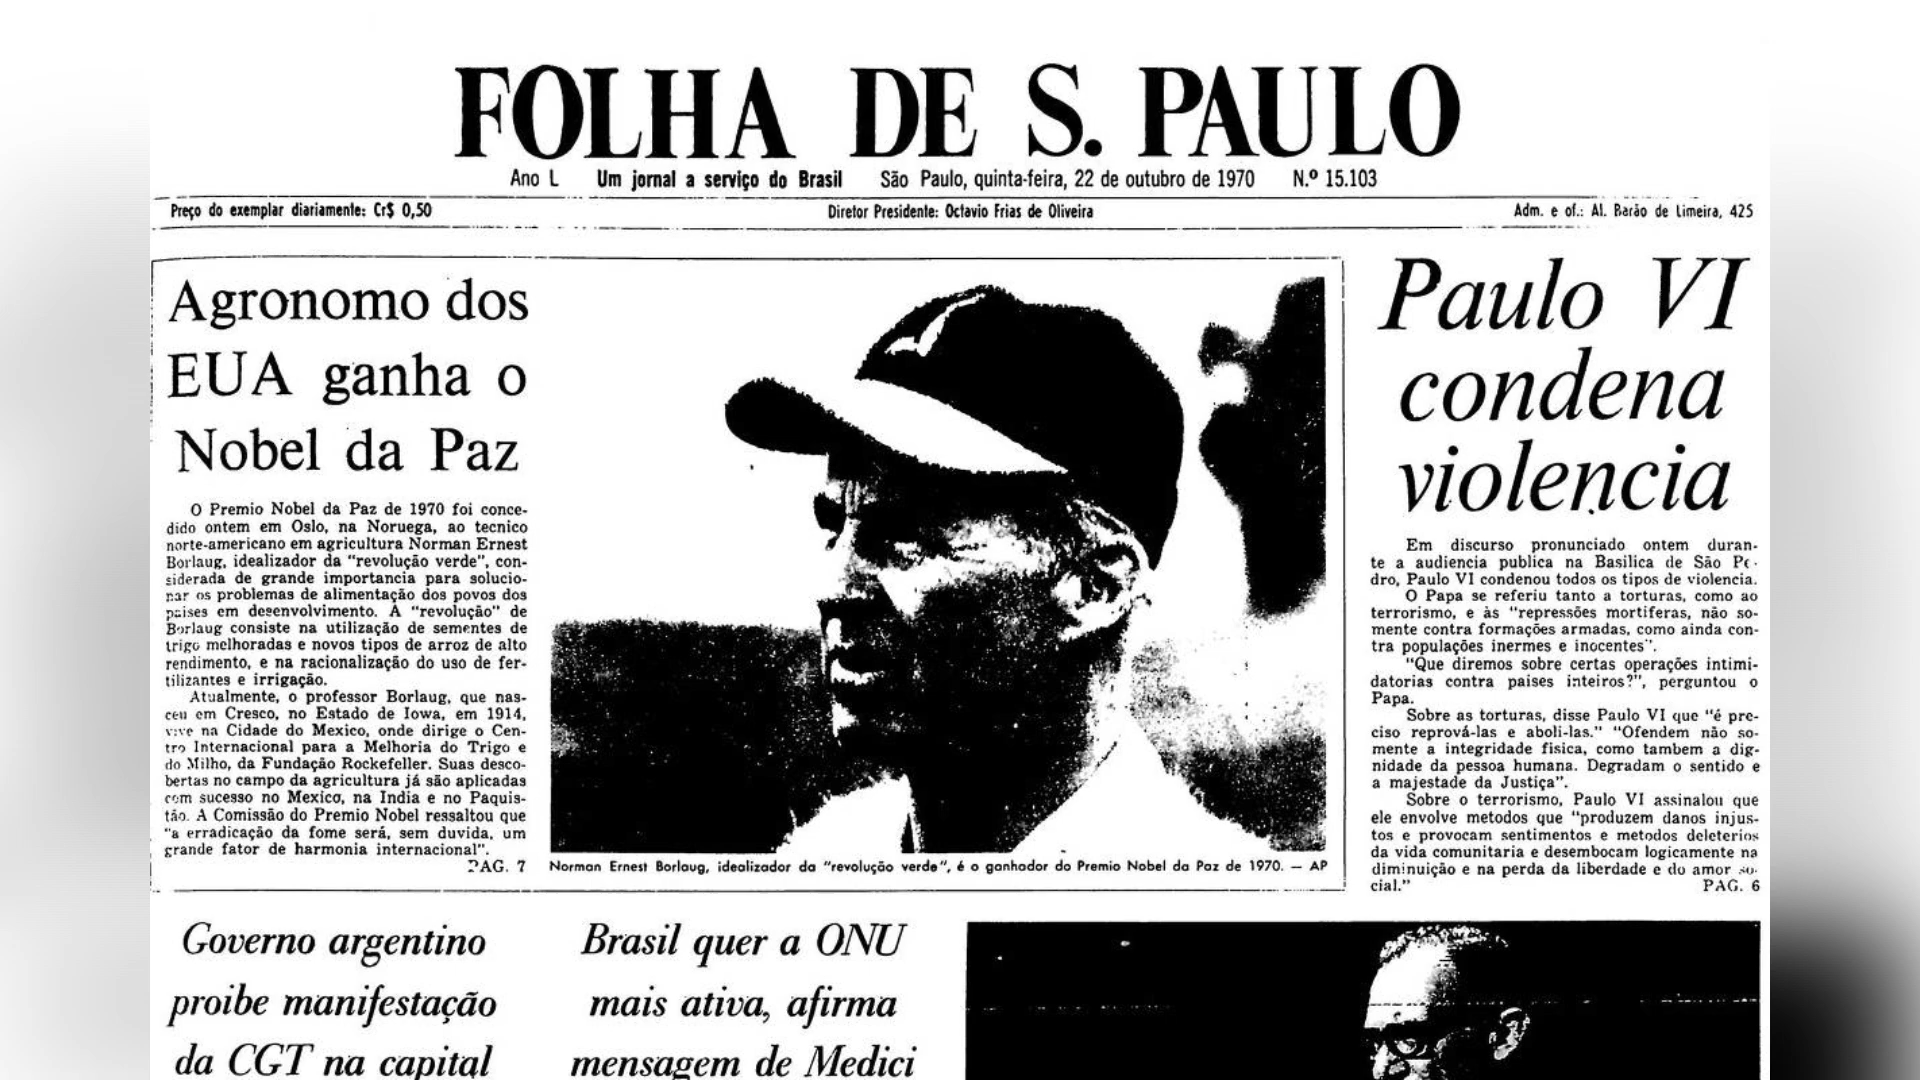 FOLHA DE S. PAULO
Ano L Um jornal a serviço do Brasil São Paulo, quinta-feira, 22 de outubro de 1970 N.º 15.103
Preço do exemplar diariamente: Cr$ 0,50 Diretor Presidente: Octavio Frias de Oliveira Adm. e of.: Al. Barão de Limeira, 425
Agronomo dos
EUA ganha o
Nobel da Paz
O Premio Nobel da Paz de 1970 foi conce-
dido ontem em Oslo, na Noruega, ao tecnico
norte-americano em agricultura Norman Ernest
Borlaug, idealizador da "revolução verde", con-
siderada de grande importancia para solucio-
nar os problemas de alimentação dos povos dos
paises em desenvolvimento. A "revolução" de
Borlaug consiste na utilização de sementes de
trigo melhoradas e novos tipos de arroz de alto
rendimento, e na racionalização do uso de fer-
tilizantes e irrigação.
Atualmente, o professor Borlaug, que nas-
ceu em Cresco, no Estado de Iowa, em 1914,
vive na Cidade do Mexico, onde dirige o Cen-
tro Internacional para a Melhoria do Trigo e
do Milho, da Fundação Rockefeller. Suas desco-
bertas no campo da agricultura já são aplicadas
com sucesso no Mexico, na India e no Paquis-
tão. A Comissão do Premio Nobel ressaltou que
"a erradicação da fome será, sem duvida, um
grande fator de harmonia internacional".
PAG. 7
Norman Ernest Borlaug, idealizador da "revolução verde", é o ganhador do Premio Nobel da Paz de 1970. — AP
Paulo VI
condena
violencia
Em discurso pronunciado ontem duran-
te a audiencia publica na Basilica de São Pe-
dro, Paulo VI condenou todos os tipos de violencia.
O Papa se referiu tanto a torturas, como ao
terrorismo, e às "repressões mortiferas, não so-
mente contra formações armadas, como ainda con-
tra populações inermes e inocentes".
"Que diremos sobre certas operações intimi-
datorias contra paises inteiros?", perguntou o
Papa.
Sobre as torturas, disse Paulo VI que "é pre-
ciso reprová-las e aboli-las." "Ofendem não so-
mente a integridade fisica, como tambem a dig-
nidade da pessoa humana. Degradam o sentido e
a majestade da Justiça".
Sobre o terrorismo, Paulo VI assinalou que
ele envolve metodos que "produzem danos injus-
tos e provocam sentimentos e metodos deleterios
da vida comunitaria e desembocam logicamente na
diminuição e na perda da liberdade e do amor so-
cial."
PAG. 6
Governo argentino
proibe manifestação
da CGT na capital
Brasil quer a ONU
mais ativa, afirma
mensagem de Medici